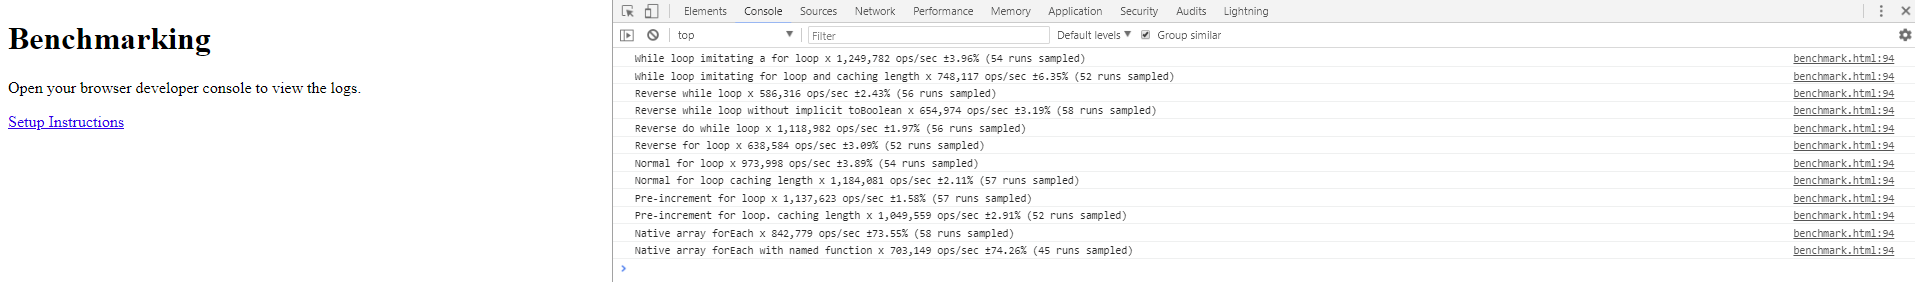 Benchmarking
Open your browser developer console to view the logs.
Setup Instructions
Elements Console Sources Network Performance Memory Application Security Audits Lightning
top Filter Default levels Group similar
While loop imitating a for loop x 1,249,782 ops/sec ±3.96% (54 runs sampled) benchmark.html:94
While loop imitating for loop and caching length x 748,117 ops/sec ±6.35% (52 runs sampled) benchmark.html:94
Reverse while loop x 586,316 ops/sec ±2.43% (56 runs sampled) benchmark.html:94
Reverse while loop without implicit toBoolean x 654,974 ops/sec ±3.19% (58 runs sampled) benchmark.html:94
Reverse do while loop x 1,118,982 ops/sec ±1.97% (56 runs sampled) benchmark.html:94
Reverse for loop x 638,584 ops/sec ±3.09% (52 runs sampled) benchmark.html:94
Normal for loop x 973,998 ops/sec ±3.89% (54 runs sampled) benchmark.html:94
Normal for loop caching length x 1,184,081 ops/sec ±2.11% (57 runs sampled) benchmark.html:94
Pre-increment for loop x 1,137,623 ops/sec ±1.58% (57 runs sampled) benchmark.html:94
Pre-increment for loop. caching length x 1,049,559 ops/sec ±2.91% (52 runs sampled) benchmark.html:94
Native array forEach x 842,779 ops/sec ±73.55% (58 runs sampled) benchmark.html:94
Native array forEach with named function x 703,149 ops/sec ±74.26% (45 runs sampled) benchmark.html:94